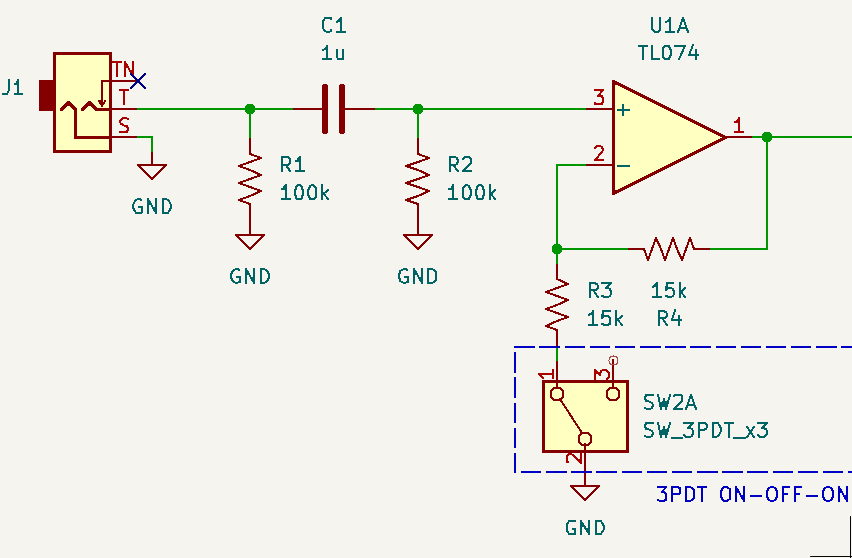 C1
1u
U1A
TL074
J1
TN
T
S
GND
R1
100k
GND
R2
100k
GND
3
+
2
−
1
R3
15k
15k
R4
1
3
2
SW2A
SW_3PDT_x3
3PDT ON-OFF-ON
GND